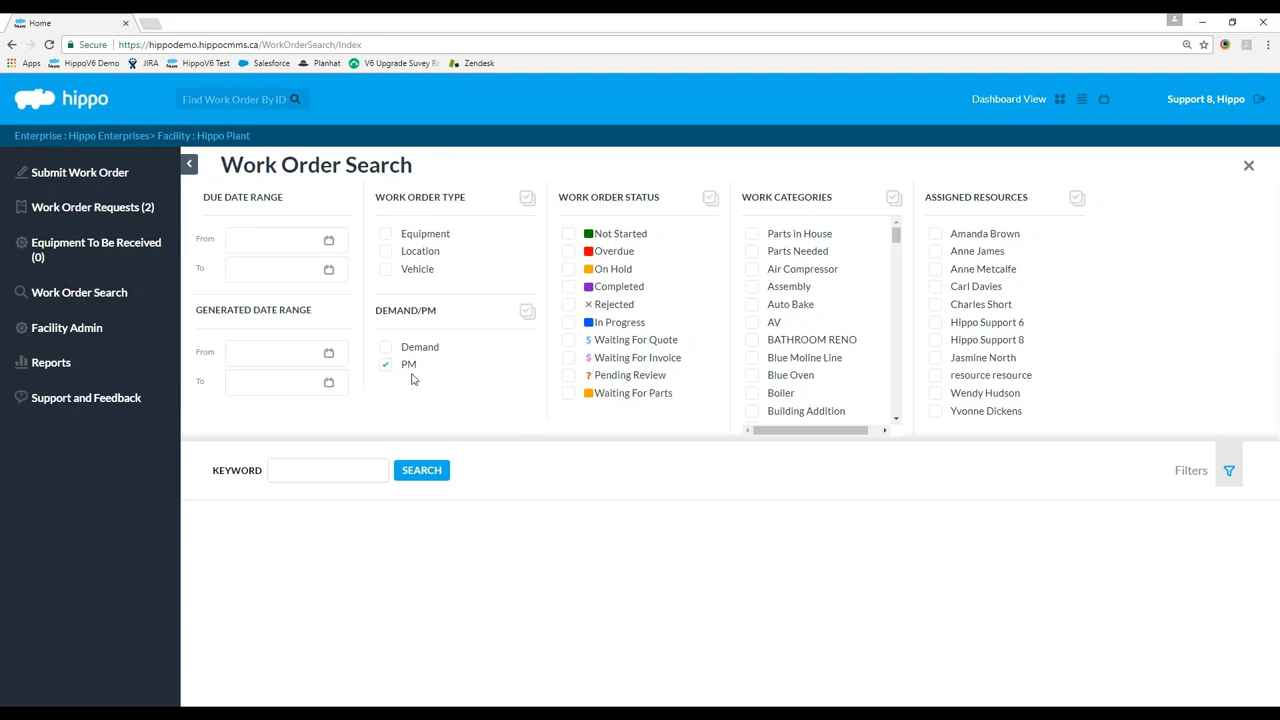 Home
Secure
https://hippodemo.hippocmms.ca/WorkOrderSearch/Index
Apps
HippoV6 Demo
JIRA
HippoV6 Test
Salesforce
Planhat
V6 Upgrade Suvey Re
Zendesk
hippo
Find Work Order By ID
Dashboard View
Support 8, Hippo
Enterprise : Hippo Enterprises> Facility : Hippo Plant
Submit Work Order
Work Order Requests (2)
Equipment To Be Received
(0)
Work Order Search
Facility Admin
Reports
Support and Feedback
Work Order Search
DUE DATE RANGE
From
To
GENERATED DATE RANGE
From
To
WORK ORDER TYPE
Equipment
Location
Vehicle
DEMAND/PM
Demand
PM
WORK ORDER STATUS
Not Started
Overdue
On Hold
Completed
Rejected
In Progress
$ Waiting For Quote
$ Waiting For Invoice
? Pending Review
Waiting For Parts
WORK CATEGORIES
Parts in House
Parts Needed
Air Compressor
Assembly
Auto Bake
AV
BATHROOM RENO
Blue Moline Line
Blue Oven
Boiler
Building Addition
ASSIGNED RESOURCES
Amanda Brown
Anne James
Anne Metcalfe
Carl Davies
Charles Short
Hippo Support 6
Hippo Support 8
Jasmine North
resource resource
Wendy Hudson
Yvonne Dickens
KEYWORD
SEARCH
Filters